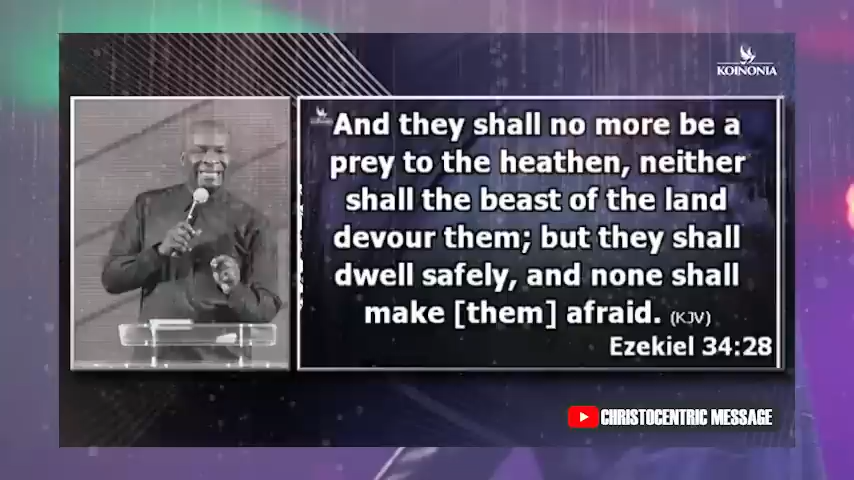 KOINONIA
And they shall no more be a
prey to the heathen, neither
shall the beast of the land
devour them; but they shall
dwell safely, and none shall
make [them] afraid. (KJV)
Ezekiel 34:28
CHRISTOCENTRIC MESSAGE